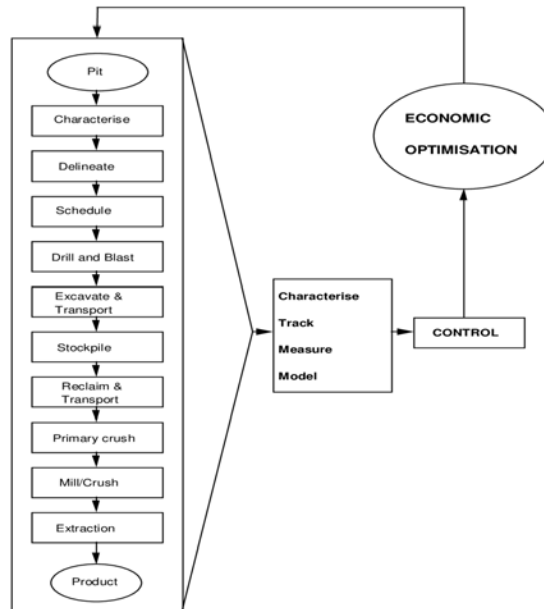 Pit
Characterise
Delineate
Schedule
Drill and Blast
Excavate &
Transport
Stockpile
Reclaim &
Transport
Primary crush
Mill/Crush
Extraction
Product
Characterise
Track
Measure
Model
CONTROL
ECONOMIC
OPTIMISATION